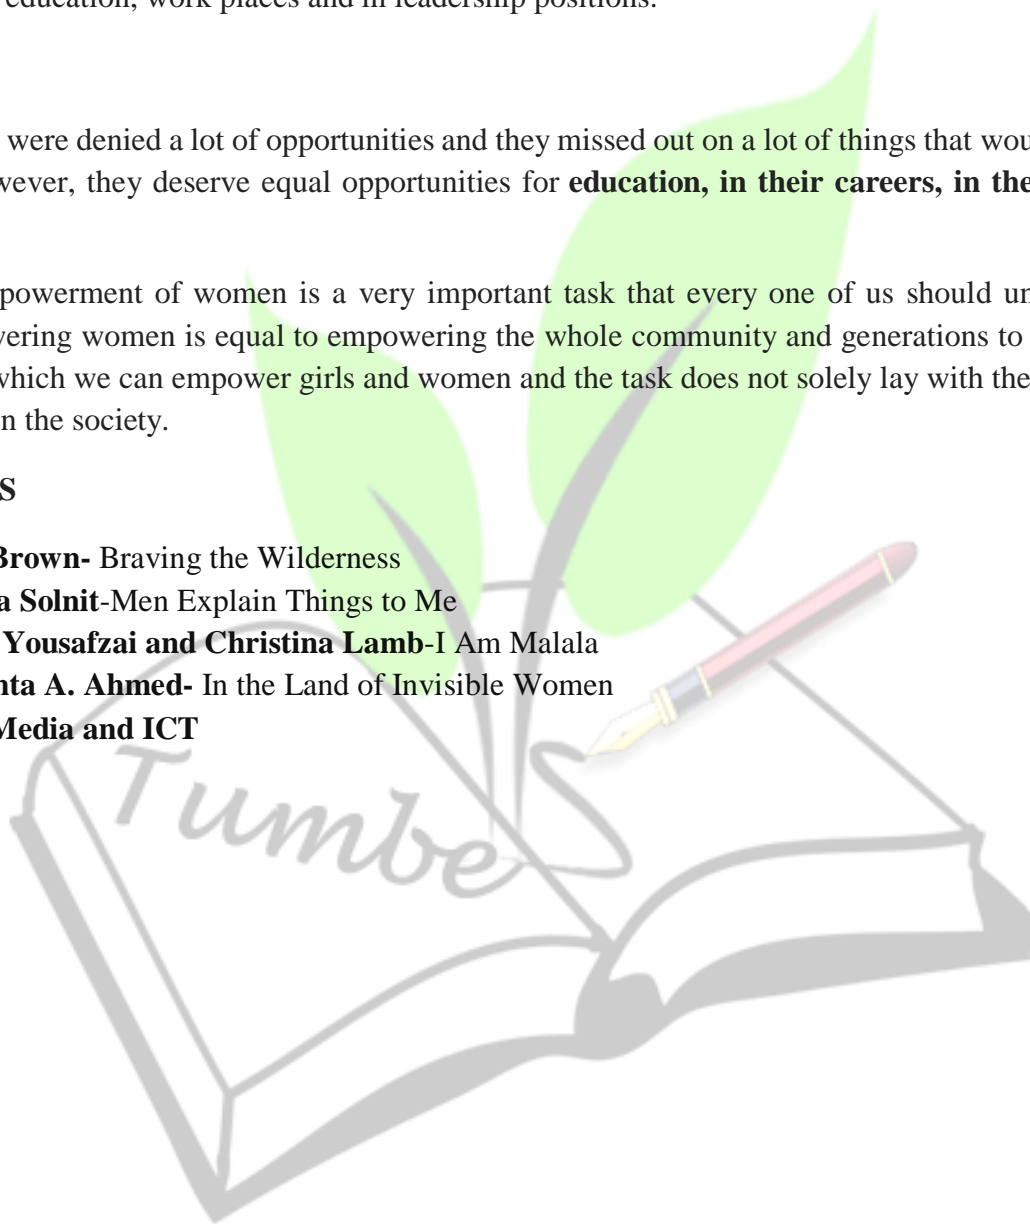 education, work places and in leadership positions.
were denied a lot of opportunities and they missed out on a lot of things that
wever, they deserve equal opportunities for education, in their careers, in the
powerment of women is a very important task that every one of us should
vering women is equal to empowering the whole community and generations to
which we can empower girls and women and the task does not solely lay with the
n the society.
S
Brown- Braving the Wilderness
a Solnit-Men Explain Things to Me
Yousafzai and Christina Lamb-I Am Malala
nta A. Ahmed- In the Land of Invisible Women
Media and ICT
Tumbe